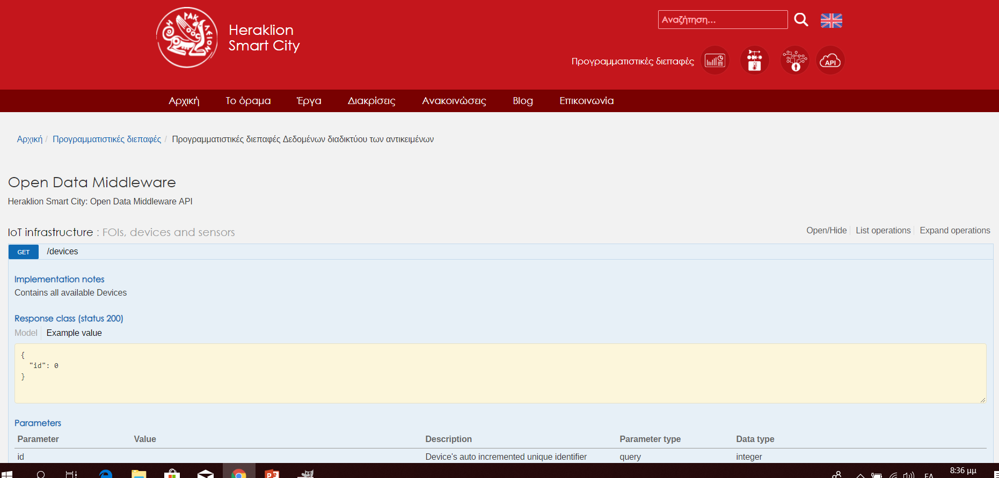 Heraklion
Smart City
Αναζήτηση...
Προγραμματιστικές διεπαφές
API
Αρχική Το όραμα Έργα Διακρίσεις Ανακοινώσεις Blog Επικοινωνία
Αρχική / Προγραμματιστικές διεπαφές / Προγραμματιστικές διεπαφές Δεδομένων διαδικτύου των αντικειμένων
Open Data Middleware
Heraklion Smart City: Open Data Middleware API
IoT infrastructure : FOIs, devices and sensors
Open/Hide List operations Expand operations
GET /devices
Implementation notes
Contains all available Devices
Response class (status 200)
Model Example value
{
"id": 0
}
Parameters
Parameter Value Description Parameter type Data type
id Device's auto incremented unique identifier query integer
8:36 μμ